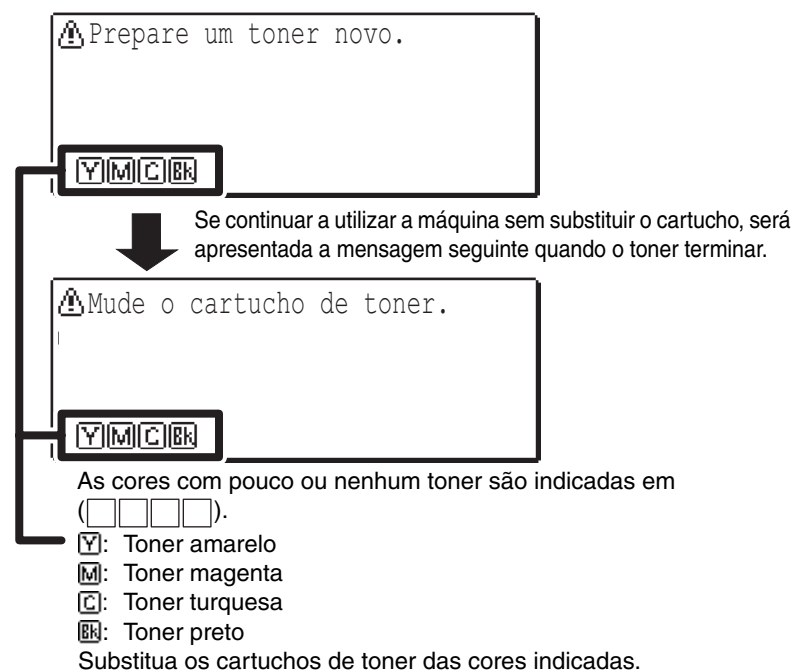 Prepare um toner novo.
Y M C Bk
Se continuar a utilizar a máquina sem substituir o cartucho, será
apresentada a mensagem seguinte quando o toner terminar.
Mude o cartucho de toner.
Y M C Bk
As cores com pouco ou nenhum toner são indicadas em
(□□□□).
Y: Toner amarelo
M: Toner magenta
C: Toner turquesa
Bk: Toner preto
Substitua os cartuchos de toner das cores indicadas.